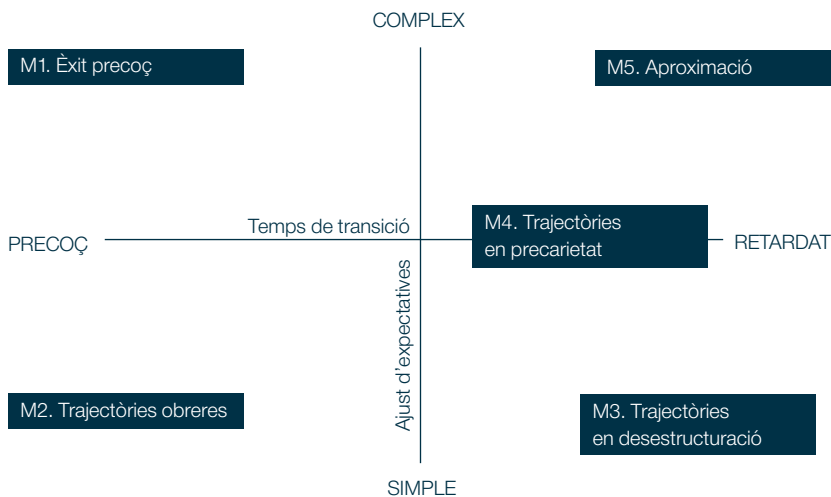 COMPLEX
M1. Èxit precoç
M5. Aproximació
Temps de transició
M4. Trajectòries
en precarietat
PRECOÇ
RETARDAT
Ajust d'expectatives
M2. Trajectòries obreres
M3. Trajectòries
en desestructuració
SIMPLE